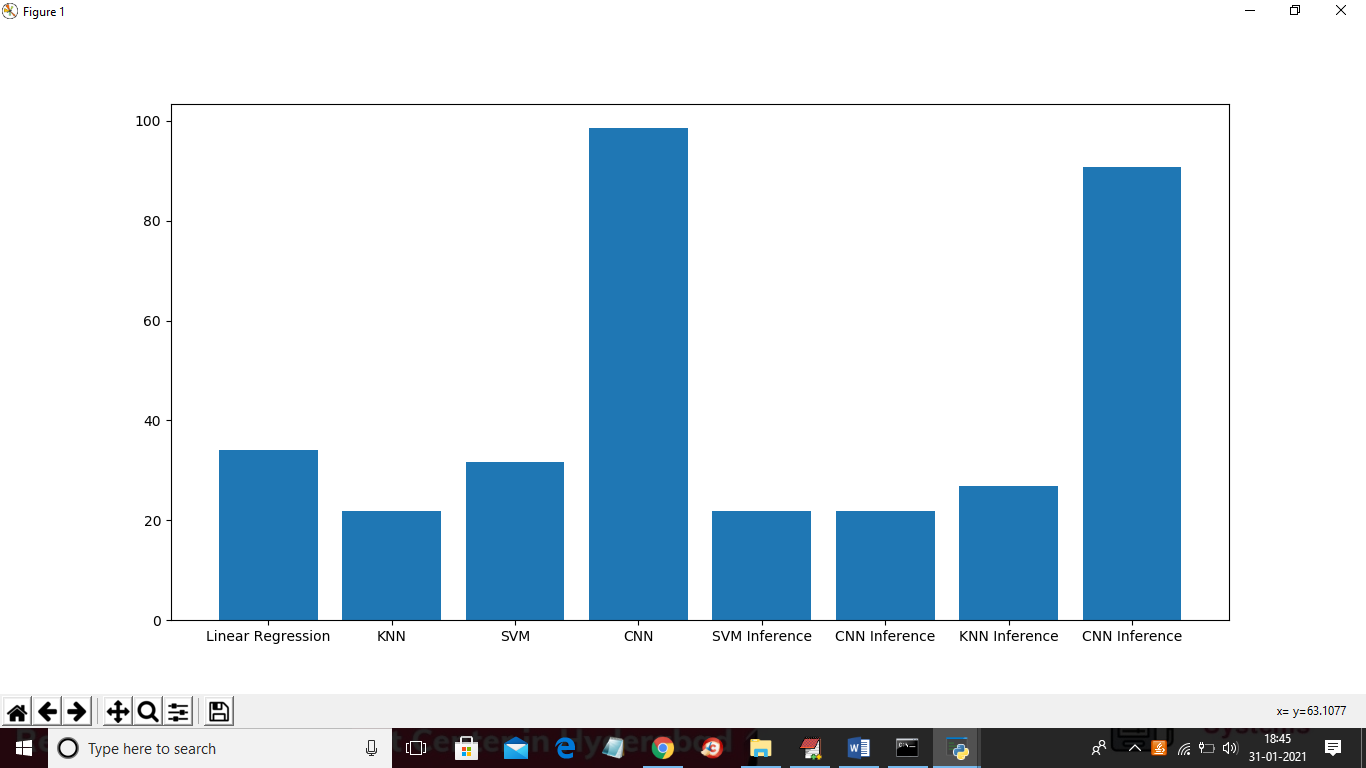 Figure 1
100
80
60
40
20
0
Linear Regression KNN SVM CNN SVM Inference CNN Inference KNN Inference CNN Inference
x= y=63.1077
Type here to search
18:45
31-01-2021